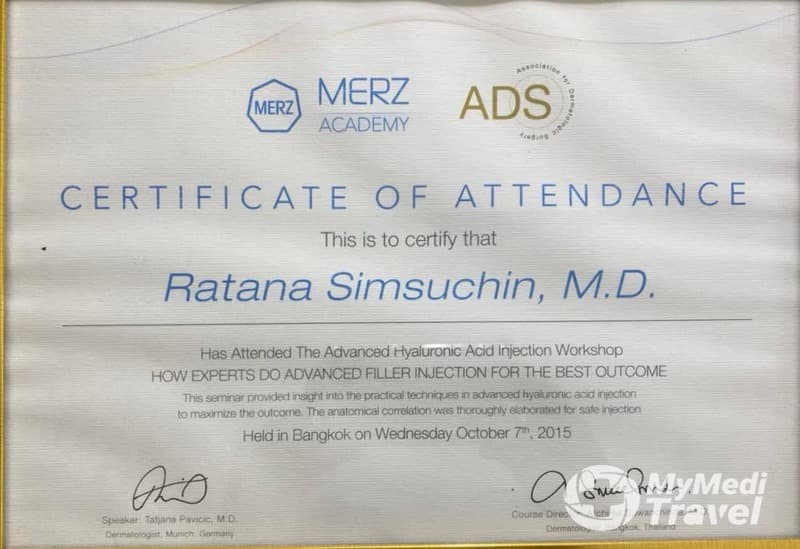 MERZ
MERZ
ACADEMY
ADS
Association for Dermatologic Surgery
CERTIFICATE OF ATTENDANCE
This is to certify that
Ratana Simsuchin, M.D.
Has Attended The Advanced Hyaluronic Acid Injection Workshop
HOW EXPERTS DO ADVANCED FILLER INJECTION FOR THE BEST OUTCOME
This seminar provided insight into the practical techniques in advanced hyaluronic acid injection
to maximize the outcome. The anatomical correlation was thoroughly elaborated for safe injection
Held in Bangkok on Wednesday October 7th, 2015
Speaker: Tatjana Pavicic, M.D.
Dermatologist, Munich, Germany
Course
Thailand
MyMedi
Travel